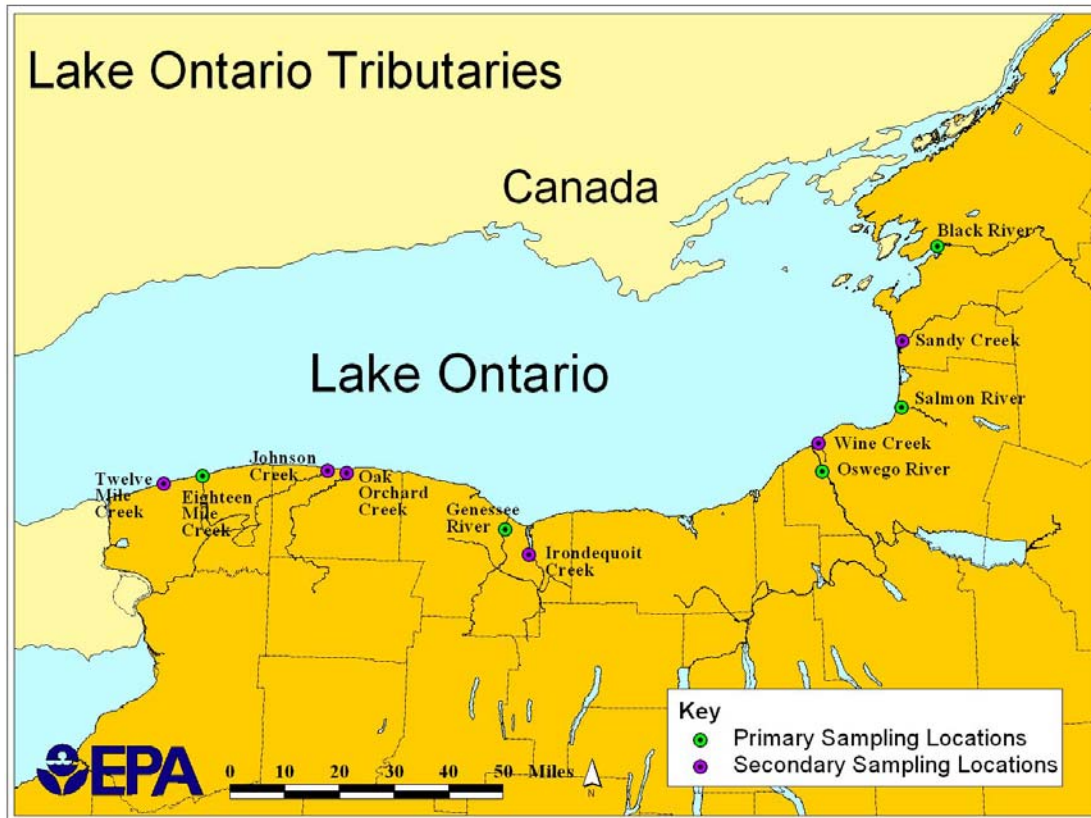 Lake Ontario Tributaries
Canada
Black River
Sandy Creek
Lake Ontario
Salmon River
Wine Creek
Oswego River
Johnson
Creek
Twelve
Mile
Creek
Eighteen
Mile
Creek
Oak
Orchard
Creek
Genessee
River
Irondequoit
Creek
Key
Primary Sampling Locations
Secondary Sampling Locations
EPA
0 10 20 30 40 50 Miles
N